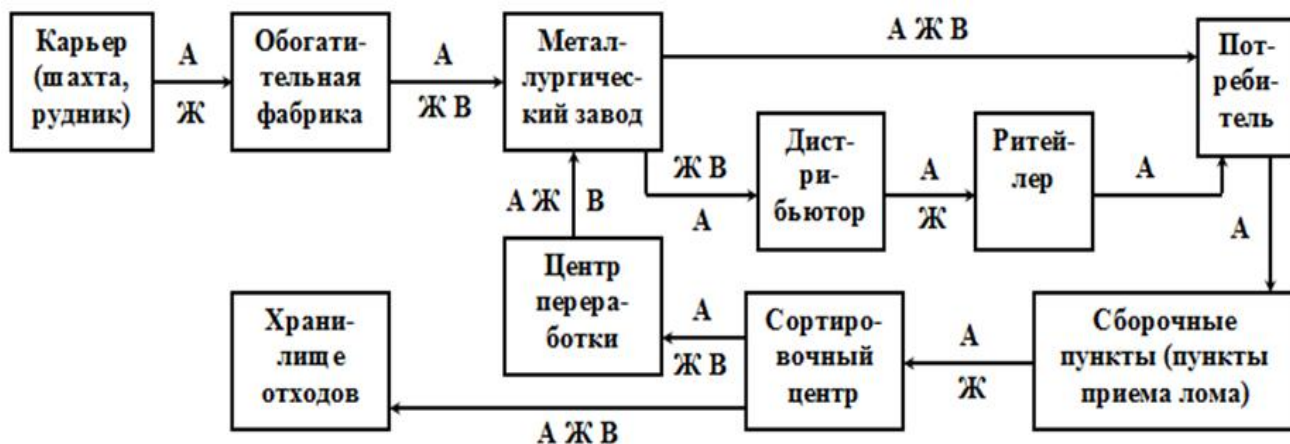 Карьер
(шахта,
рудник)
А
Ж
Обогати-
тельная
фабрика
А
Ж В
Метал-
лургичес-
кий завод
А Ж В
Пот-
реби-
тель
Ж В
А
Дист-
ри-
бьютор
А
Ж
Ритей-
лер
А
А
А Ж В
Центр
перера-
ботки
Храни-
лище
отходов
А
Ж В
Сортиро-
вочный
центр
А
Ж
Сборочные
пункты (пункты
приема лома)
А Ж В